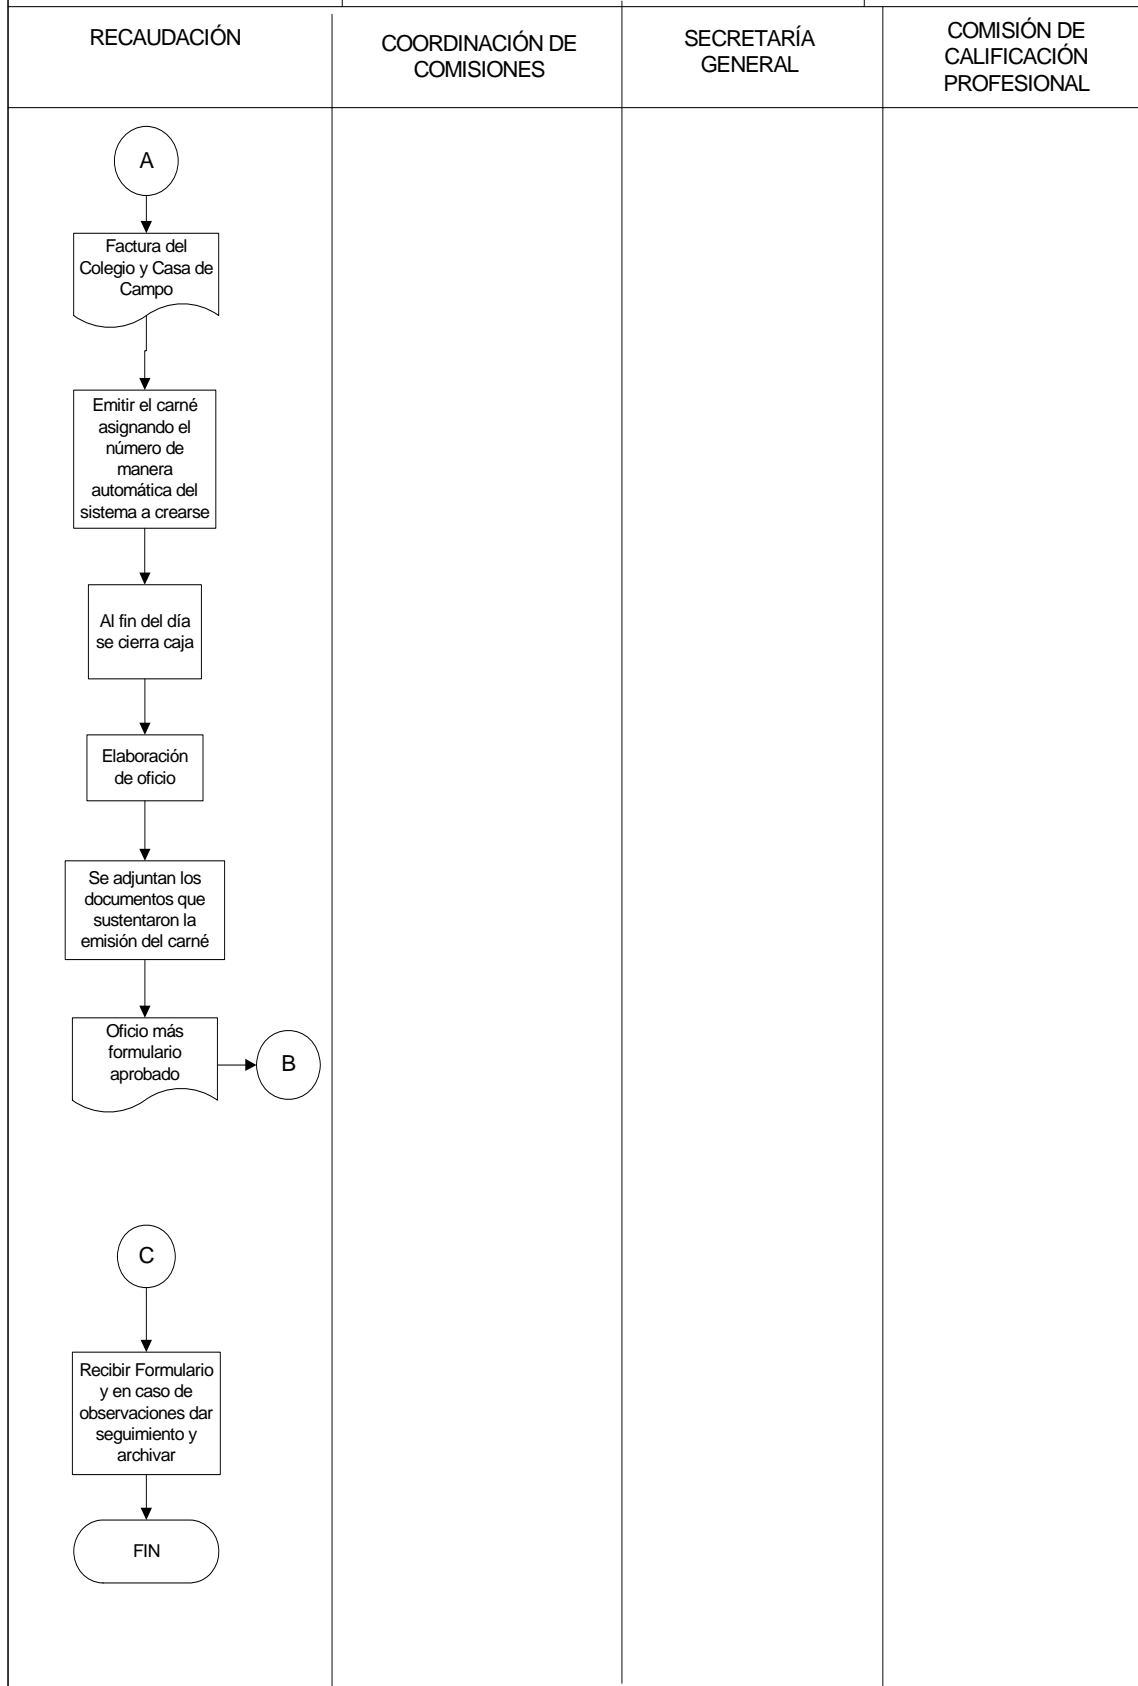 RECAUDACIÓN
COORDINACIÓN DE
COMISIONES
SECRETARÍA
GENERAL
COMISIÓN DE
CALIFICACIÓN
PROFESIONAL
A
Factura del
Colegio y Casa de
Campo
Emitir el carné
asignando el
número de
manera
automática del
sistema a crearse
Al fin del día
se cierra caja
Elaboración
de oficio
Se adjuntan los
documentos que
sustentaron la
emisión del carné
Oficio más
formulario
aprobado
B
C
Recibir Formulario
y en caso de
observaciones dar
seguimiento y
archivar
FIN